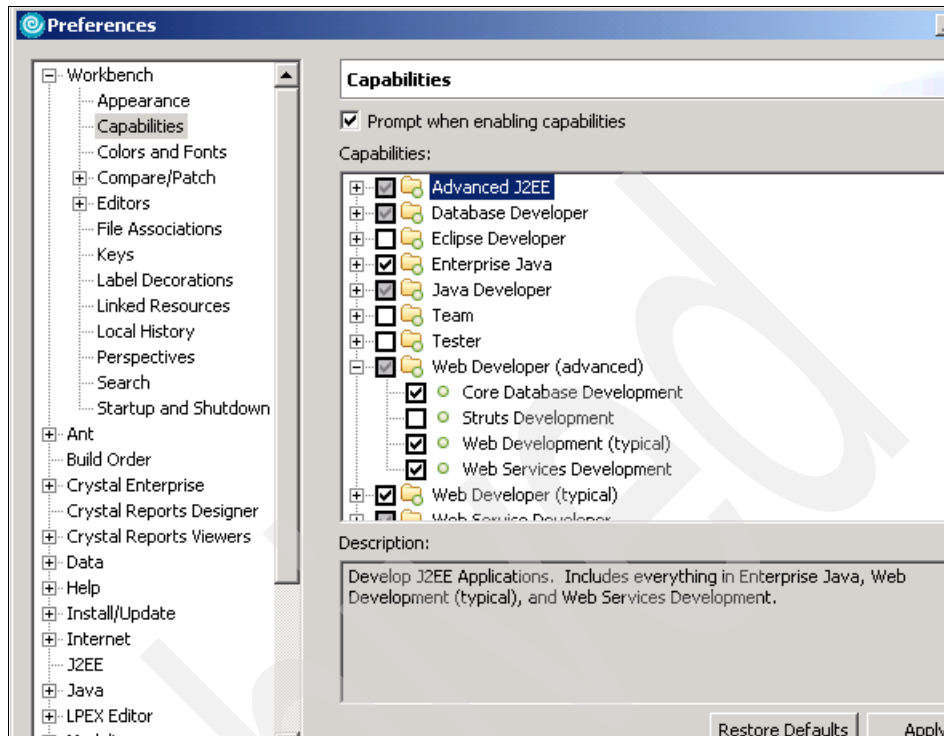 Preferences
Workbench
Appearance
Capabilities
Colors and Fonts
Compare/Patch
Editors
File Associations
Keys
Label Decorations
Linked Resources
Local History
Perspectives
Search
Startup and Shutdown
Ant
Build Order
Crystal Enterprise
Crystal Reports Designer
Crystal Reports Viewers
Data
Help
Install/Update
Internet
J2EE
Java
LPEX Editor
Capabilities
Prompt when enabling capabilities
Capabilities:
Advanced J2EE
Database Developer
Eclipse Developer
Enterprise Java
Java Developer
Team
Tester
Web Developer (advanced)
Core Database Development
Struts Development
Web Development (typical)
Web Services Development
Web Developer (typical)
Web Service Developer
Description:
Develop J2EE Applications. Includes everything in Enterprise Java, Web
Development (typical), and Web Services Development.
Restore Defaults
Apply